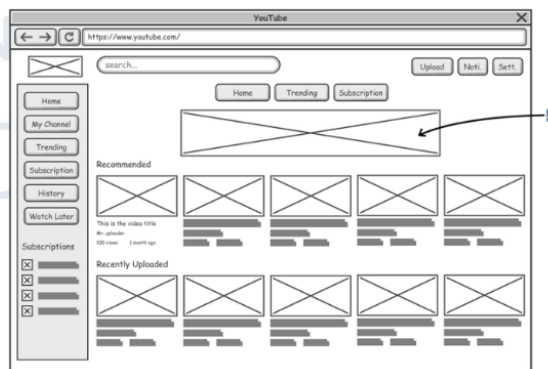 YouTube
https://www.youtube.com/
search...
Upload Noti. Sett.
Home Trending Subscription
Home
My Channel
Trending
Subscription
History
Watch Later
Subscriptions
Recommended
This is the video title
Mr. uploader
100 views 1 month ago
Recently Uploaded